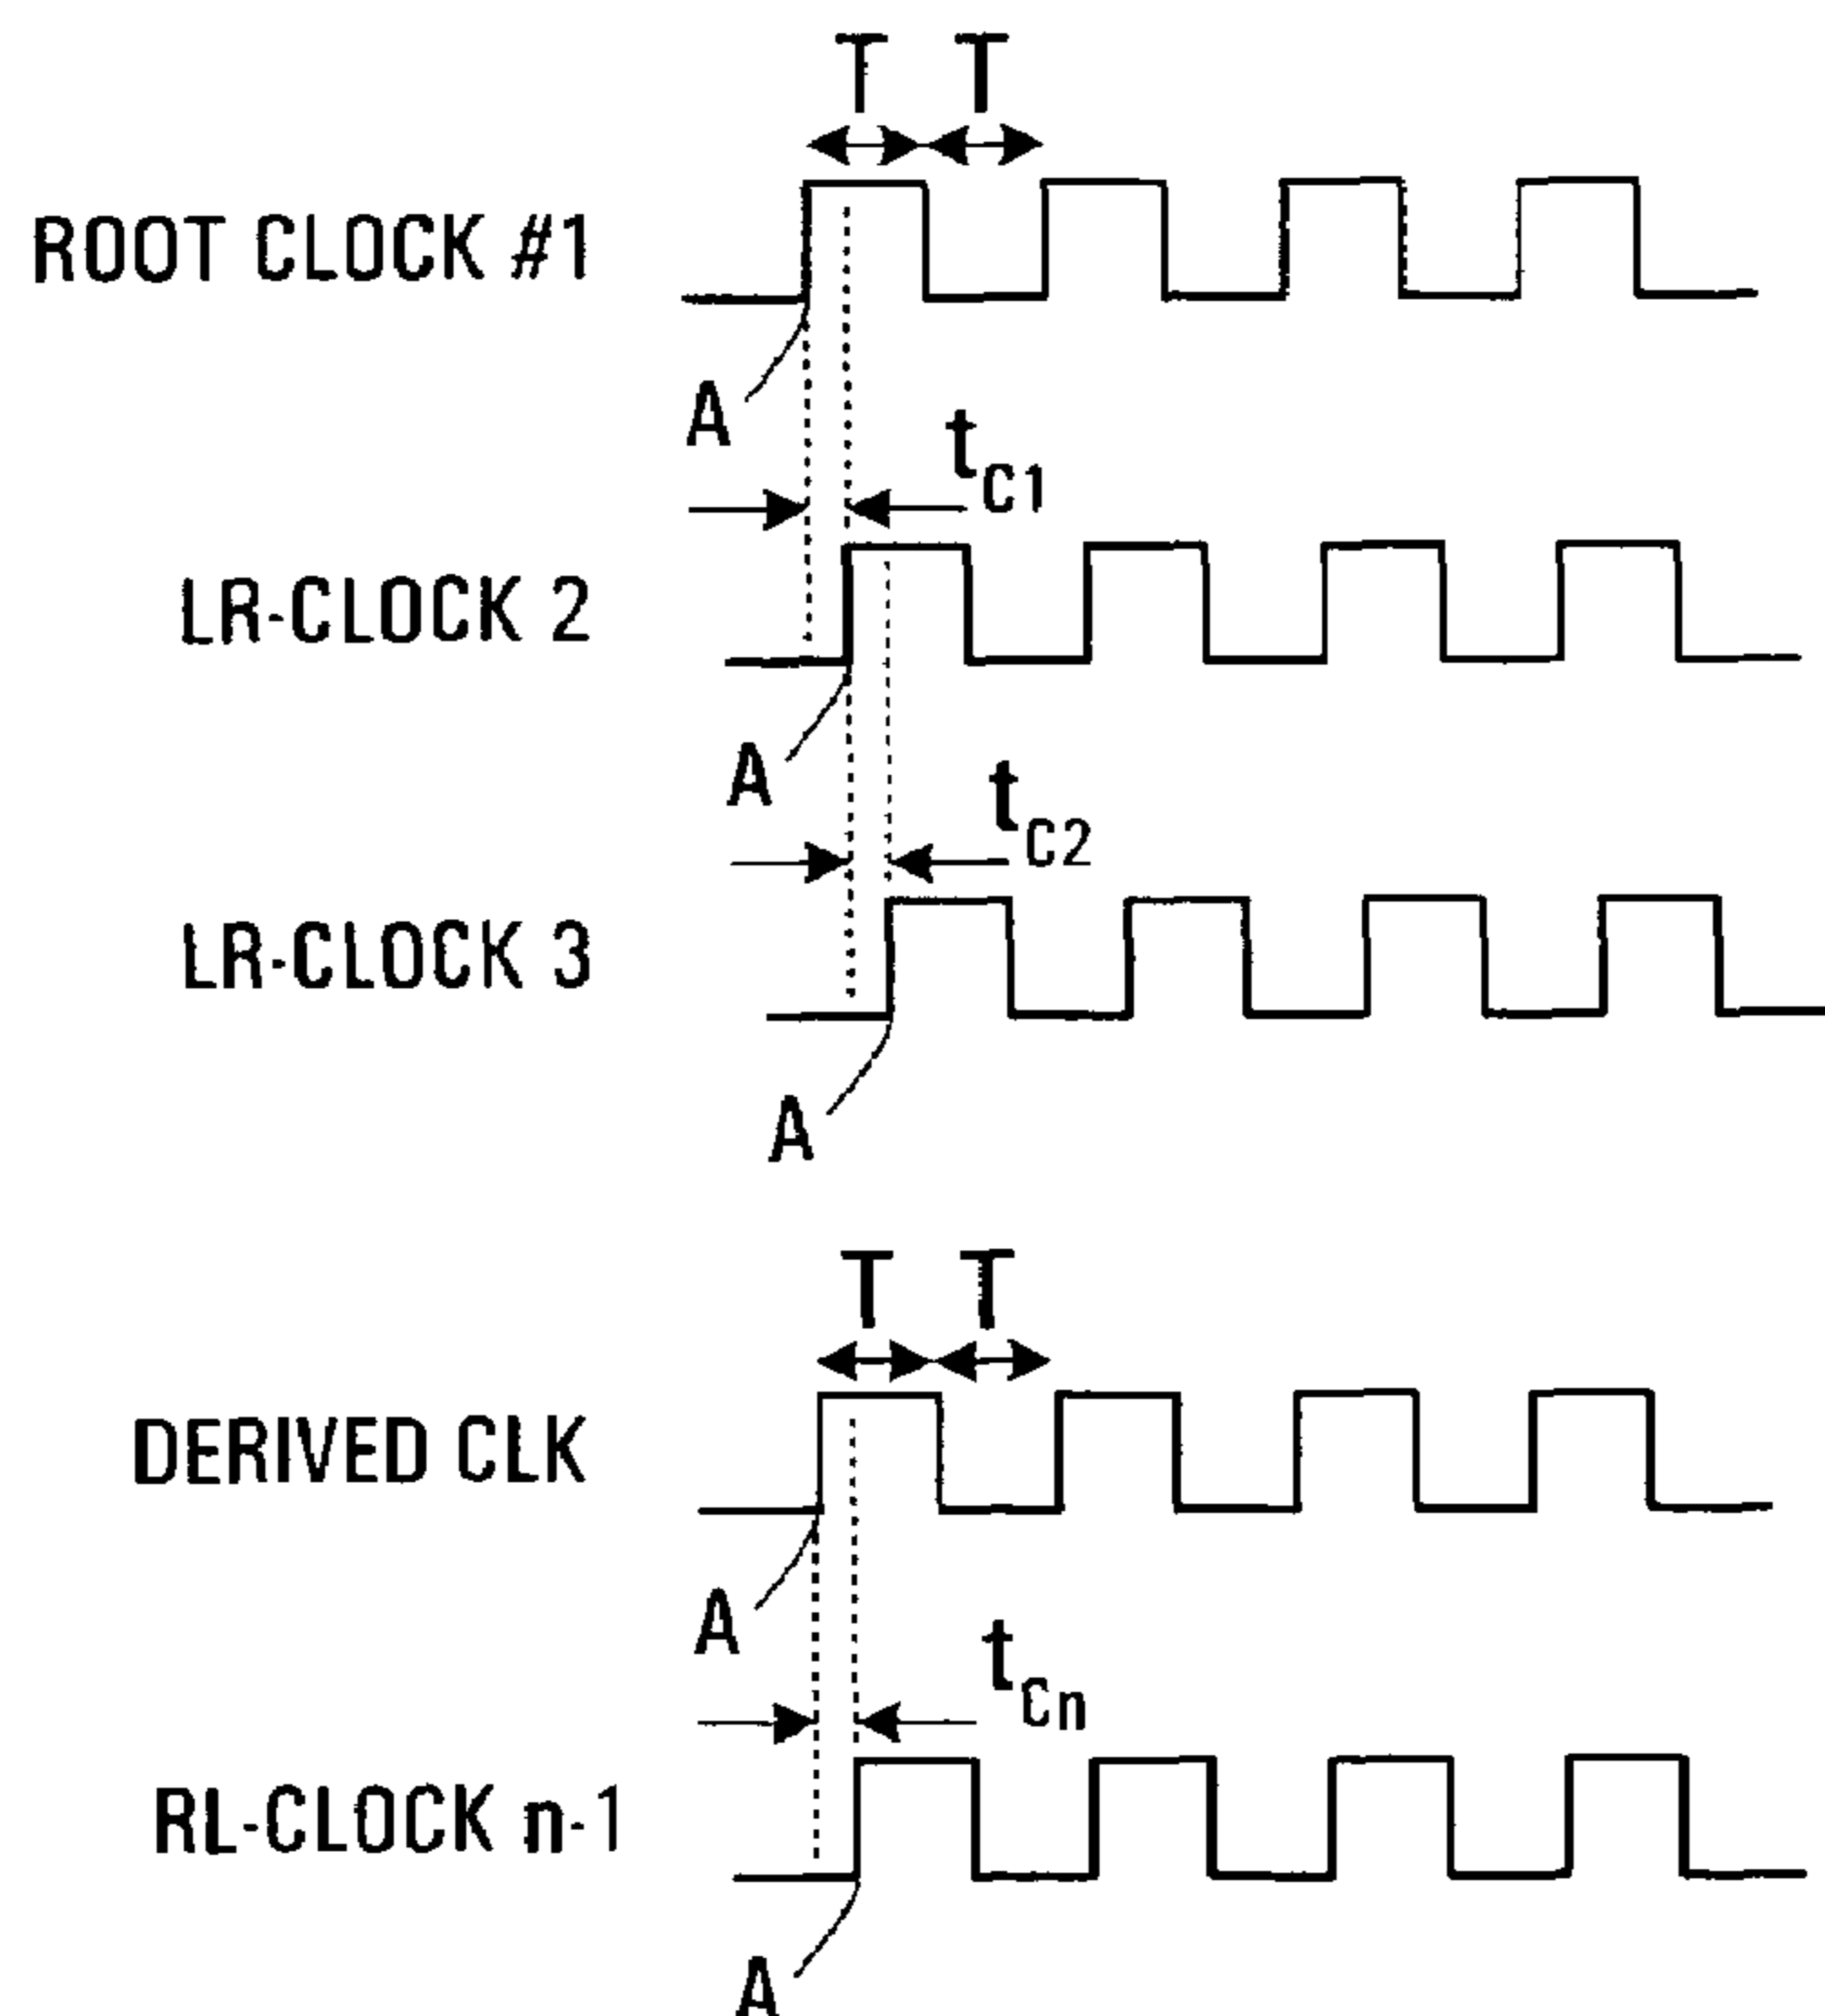 T T
ROOT CLOCK #1
A
tC1
LR-CLOCK 2
A
tC2
LR-CLOCK 3
A
T T
DERIVED CLK
A
tCn
RL-CLOCK n-1
A